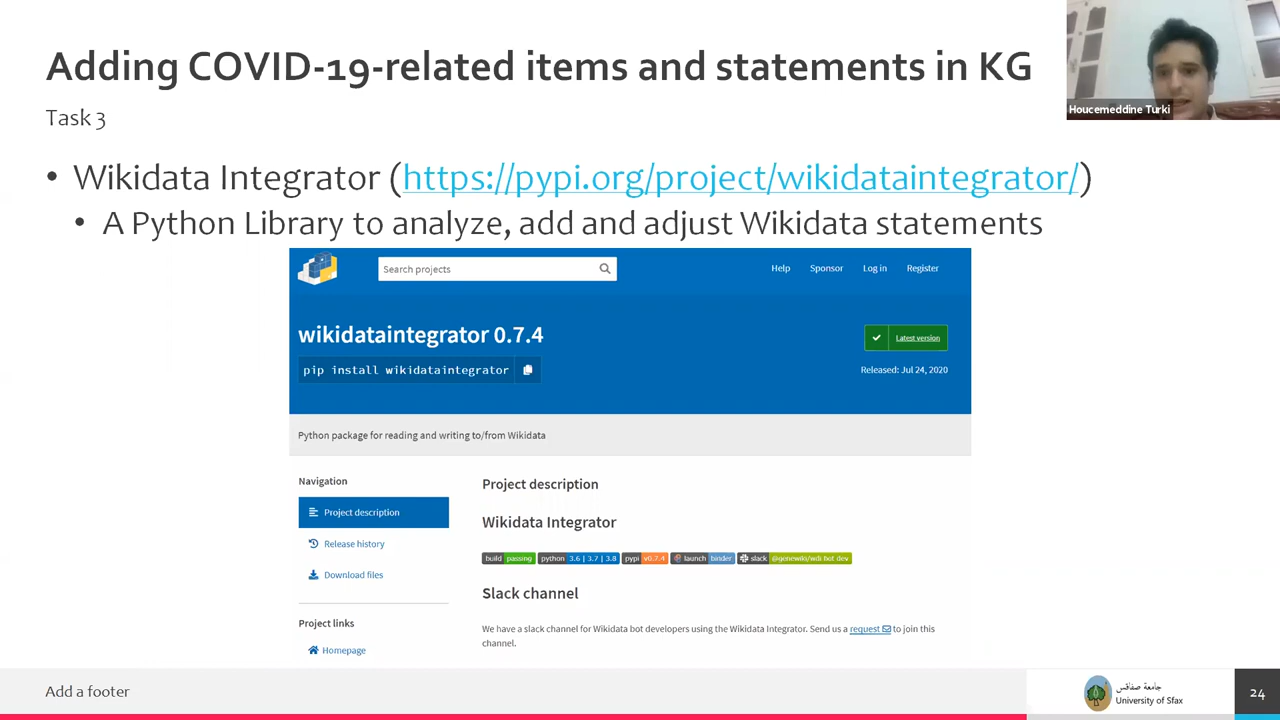 Adding COVID-19-related items and statements in KG
Houcemeddine Turki
Task 3
• Wikidata Integrator (https://pypi.org/project/wikidataintegrator/)
• A Python Library to analyze, add and adjust Wikidata statements
Search projects
Help Sponsor Log in Register
wikidataintegrator 0.7.4
Latest version
pip install wikidataintegrator
Released: Jul 24, 2020
Python package for reading and writing to/from Wikidata
Navigation
Project description
Release history
Download files
Project links
Homepage
Project description
Wikidata Integrator
build passing python 3.6 | 3.7 | 3.8 pypi v0.7.4 launch binder slack @genewiki/wdi bot dev
Slack channel
We have a slack channel for Wikidata bot developers using the Wikidata Integrator. Send us a request to join this
channel.
Add a footer
جامعة صفاقس
University of Sfax
24